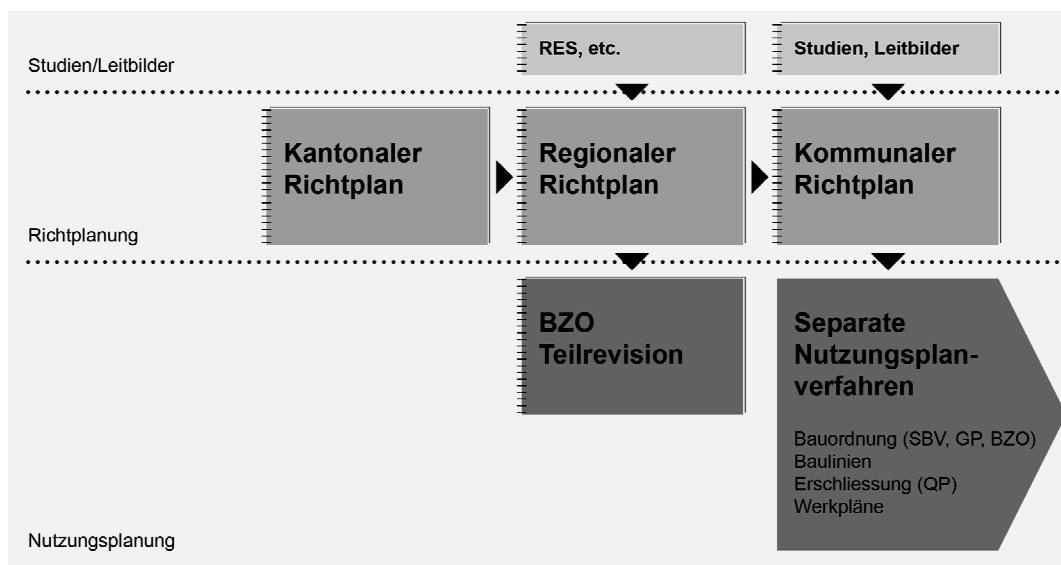 Studien/Leitbilder
RES, etc.
Studien, Leitbilder
Kantonaler
Richtplan
Regionaler
Richtplan
Kommunaler
Richtplan
Richtplanung
BZO
Teilrevision
Separate
Nutzungsplan-
verfahren
Bauordnung (SBV, GP, BZO)
Baulinien
Erschliessung (QP)
Werkpläne
Nutzungsplanung